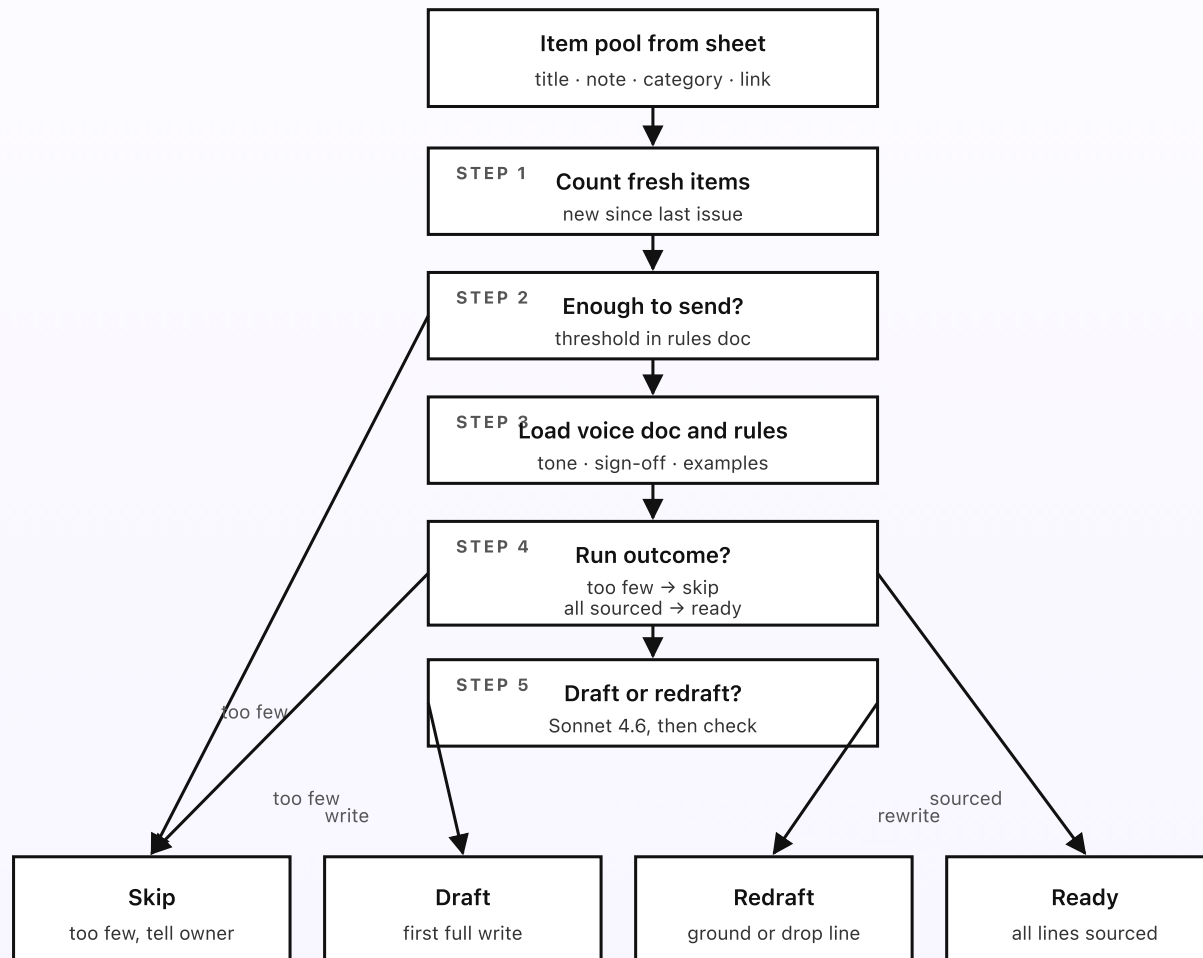 Item pool from sheet
title · note · category · link
STEP 1
Count fresh items
new since last issue
STEP 2
Enough to send?
threshold in rules doc
STEP 3
Load voice doc and rules
tone · sign-off · examples
STEP 4
Run outcome?
too few → skip
all sourced → ready
STEP 5
Draft or redraft?
Sonnet 4.6, then check
too few
too few
write
sourced
rewrite
Skip
too few, tell owner
Draft
first full write
Redraft
ground or drop line
Ready
all lines sourced